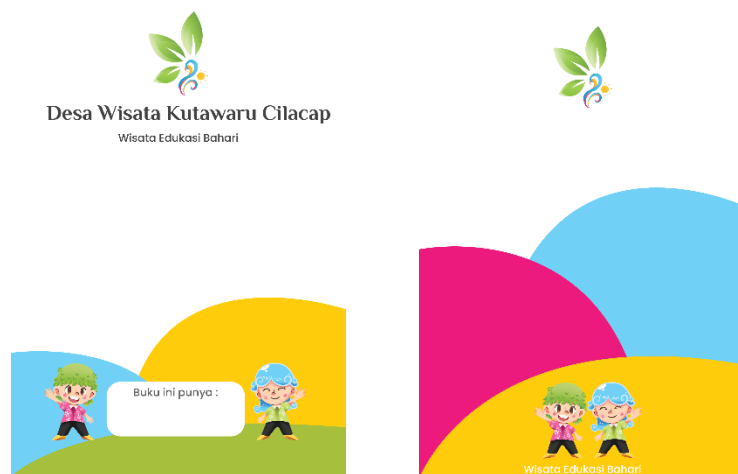 Desa Wisata Kutawaru Cilacap
Wisata Edukasi Bahari
Buku ini punya :
Wisata Edukasi Bahari